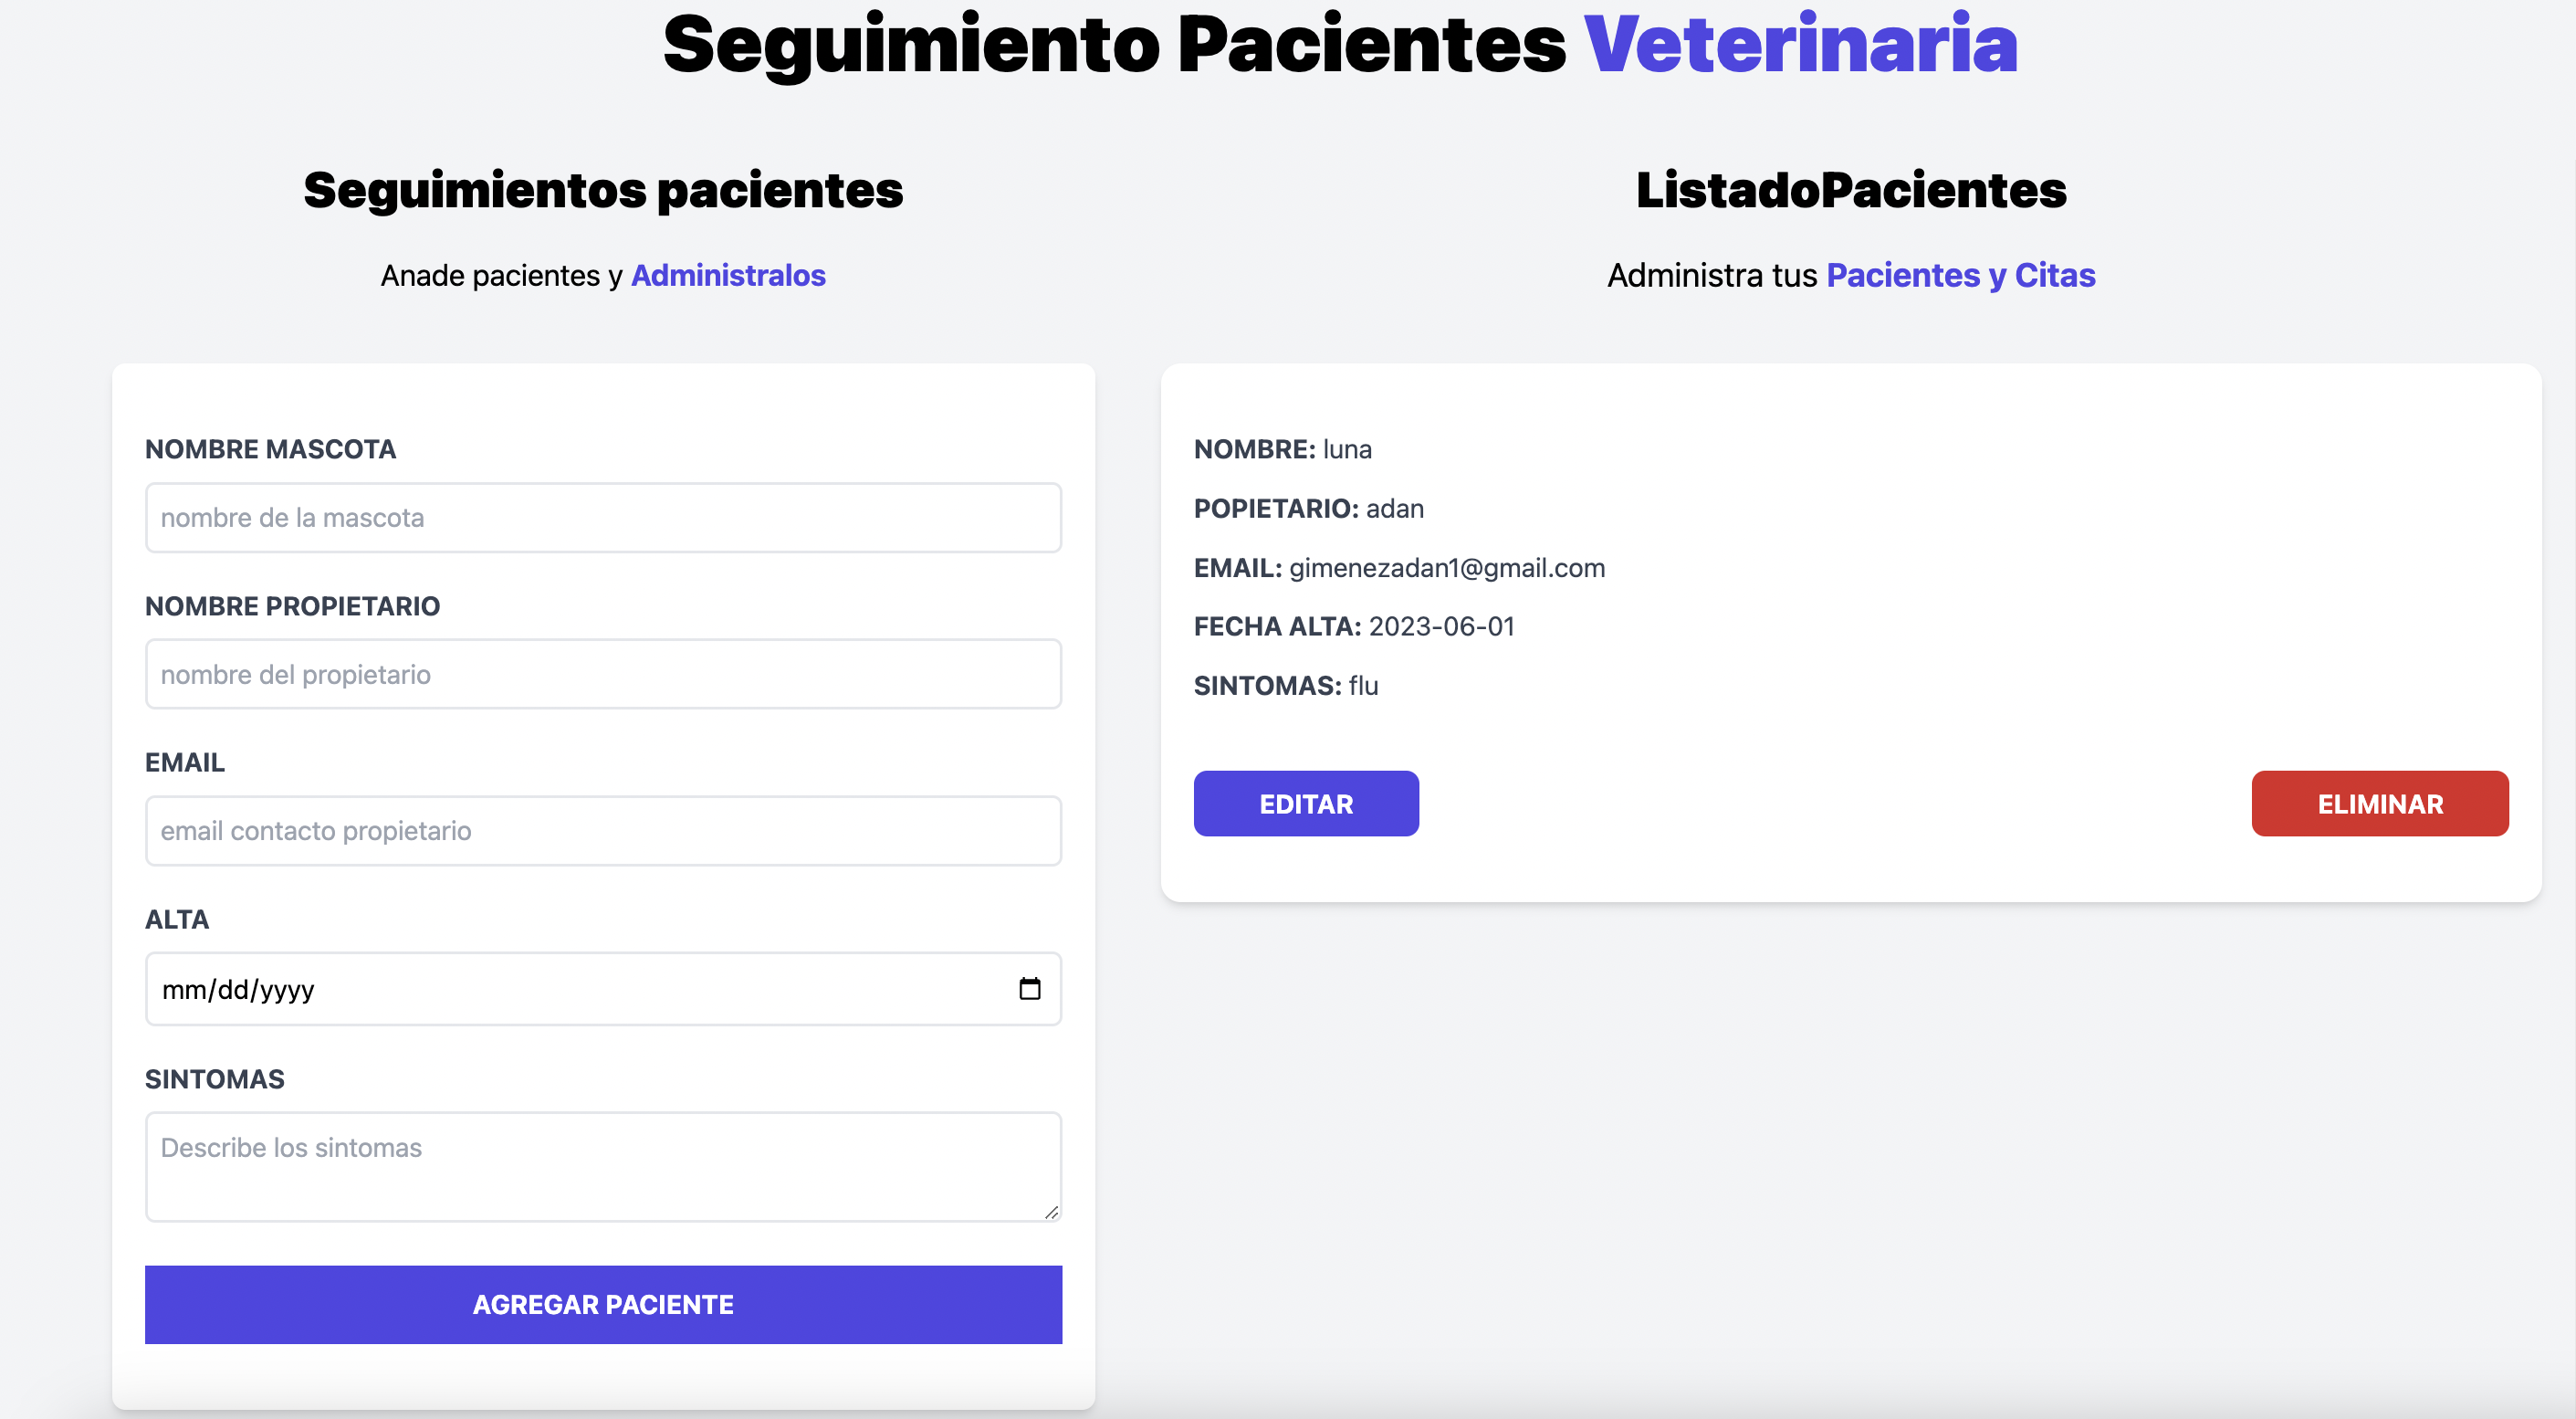 Seguimiento Pacientes Veterinaria
Seguimientos pacientes
Anade pacientes y Administralos
NOMBRE MASCOTA
nombre de la mascota
NOMBRE PROPIETARIO
nombre del propietario
EMAIL
email contacto propietario
ALTA
mm/dd/yyyy
SINTOMAS
Describe los sintomas
AGREGAR PACIENTE
ListadoPacientes
Administra tus Pacientes y Citas
NOMBRE: luna
POPIETARIO: adan
EMAIL: gimenezadan1@gmail.com
FECHA ALTA: 2023-06-01
SINTOMAS: flu
EDITAR
ELIMINAR